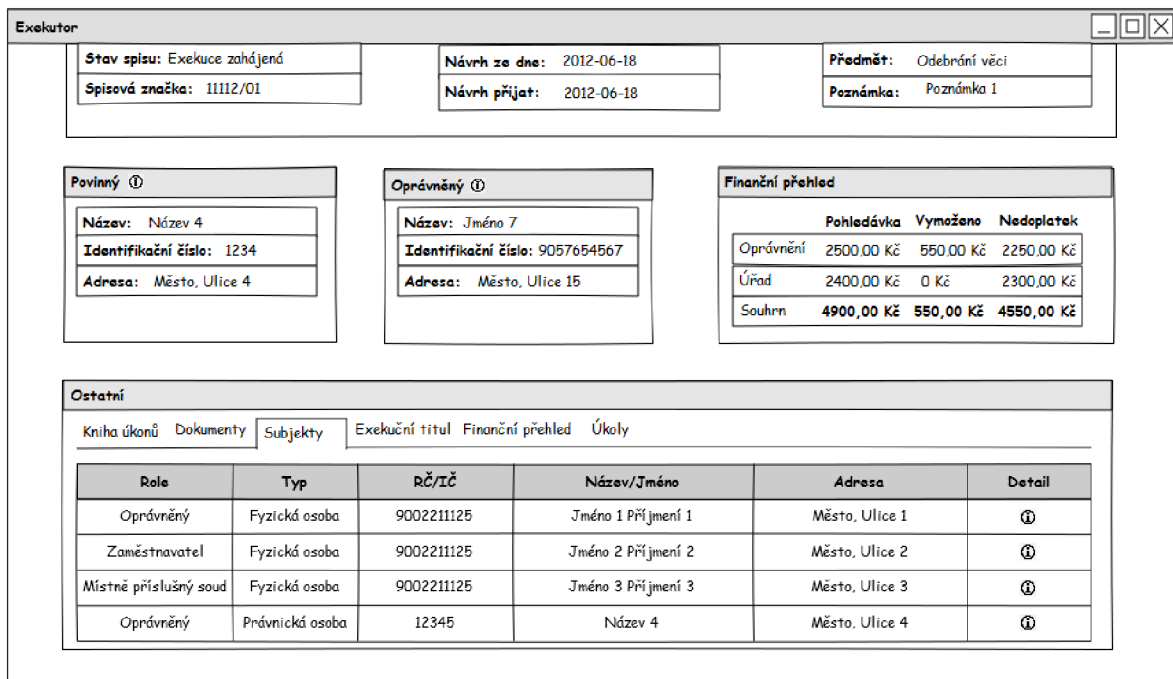 Exekutor
Stav spisu: Exekuce zahájená
Spisová značka: 11112/01
Návrh ze dne: 2012-06-18
Návrh přijat: 2012-06-18
Předmět: Odebrání věci
Poznámka: Poznámka 1
Povinný
Název: Název 4
Identifikační číslo: 1234
Adresa: Město, Ulice 4
Oprávněný
Název: Jméno 7
Identifikační číslo: 9057654567
Adresa: Město, Ulice 15
Finanční přehled
Pohledávka Vymoženo Nedoplatek
Oprávnění 2500,00 Kč 550,00 Kč 2250,00 Kč
Úřad 2400,00 Kč 0 Kč 2300,00 Kč
Souhrn 4900,00 Kč 550,00 Kč 4550,00 Kč
Ostatní
Kniha úkonů Dokumenty Subjekty Exekuční titul Finanční přehled Úkoly
Role Typ RČ/IČ Název/Jméno Adresa Detail
Oprávněný Fyzická osoba 9002211125 Jméno 1 Příjmení 1 Město, Ulice 1
Zaměstnavatel Fyzická osoba 9002211125 Jméno 2 Příjmení 2 Město, Ulice 2
Místně příslušný soud Fyzická osoba 9002211125 Jméno 3 Příjmení 3 Město, Ulice 3
Oprávněný Právnická osoba 12345 Název 4 Město, Ulice 4